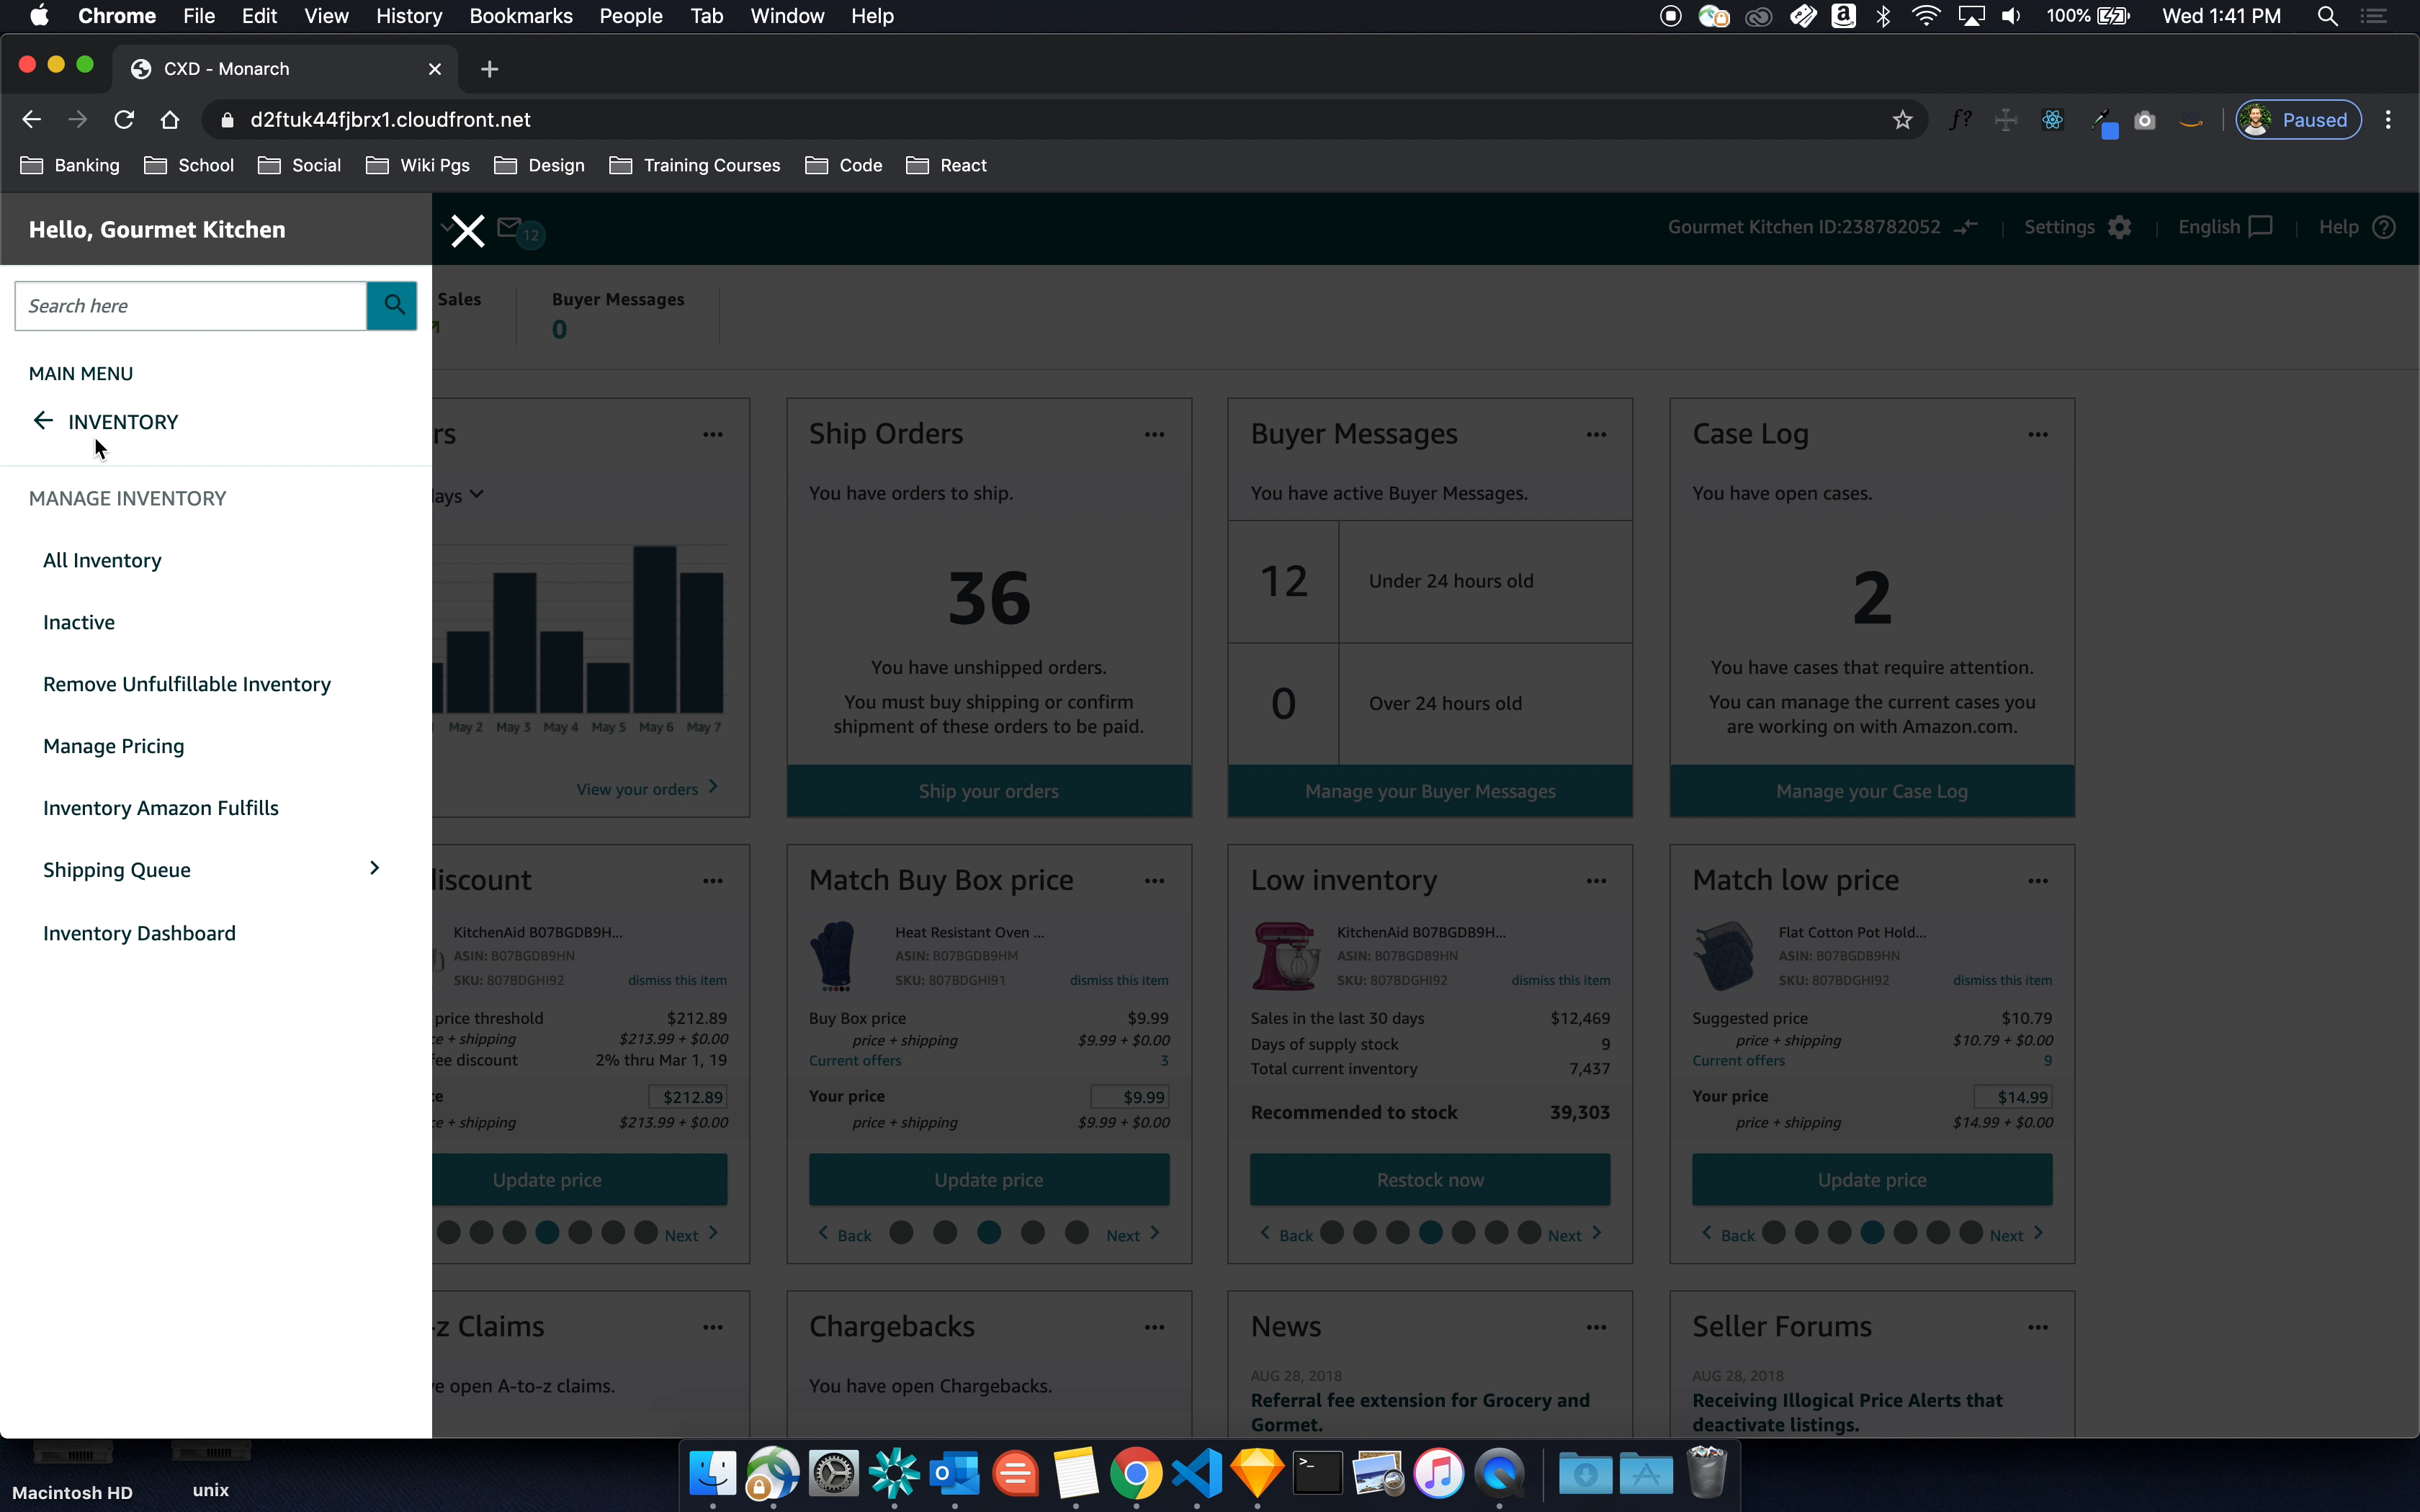 Chrome File Edit View History Bookmarks People Tab Window Help 100% Wed 1:41 PM
CXD - Monarch
d2ftuk44fjbrx1.cloudfront.net Paused
Banking School Social Wiki Pgs Design Training Courses Code React
Hello, Gourmet Kitchen
12
Gourmet Kitchen ID:238782052 | Settings | English | Help
Search here
MAIN MENU
INVENTORY
MANAGE INVENTORY
All Inventory
Inactive
Remove Unfulfillable Inventory
Manage Pricing
Inventory Amazon Fulfills
Shipping Queue
Inventory Dashboard
Sales
Buyer Messages
0
rs
ays
May 2 May 3 May 4 May 5 May 6 May 7
View your orders
Ship Orders
You have orders to ship.
36
You have unshipped orders.
You must buy shipping or confirm
shipment of these orders to be paid.
Ship your orders
Buyer Messages
You have active Buyer Messages.
12 Under 24 hours old
0 Over 24 hours old
Manage your Buyer Messages
Case Log
You have open cases.
2
You have cases that require attention.
You can manage the current cases you
are working on with Amazon.com.
Manage your Case Log
discount
KitchenAid B07BGDB9H...
ASIN: B07BGDB9HN
SKU: 807BDGHI92 dismiss this item
price threshold $212.89
ce + shipping $213.99 + $0.00
ee discount 2% thru Mar 1, 19
ce $212.89
ce + shipping $213.99 + $0.00
Update price
Next
Match Buy Box price
Heat Resistant Oven ...
ASIN: B07BGDB9HM
SKU: 807BDGHI91 dismiss this item
Buy Box price $9.99
price + shipping $9.99 + $0.00
Current offers 3
Your price $9.99
price + shipping $9.99 + $0.00
Update price
Back Next
Low inventory
KitchenAid B07BGDB9H...
ASIN: B07BGDB9HN
SKU: 807BDGHI92 dismiss this item
Sales in the last 30 days $12,469
Days of supply stock 9
Total current inventory 7,437
Recommended to stock 39,303
Restock now
Back Next
Match low price
Flat Cotton Pot Hold...
ASIN: B07BGDB9HN
SKU: 807BDGHI92 dismiss this item
Suggested price $10.79
price + shipping $10.79 + $0.00
Current offers 9
Your price $14.99
price + shipping $14.99 + $0.00
Update price
Back Next
-z Claims
ve open A-to-z claims.
Chargebacks
You have open Chargebacks.
News
AUG 28, 2018
Referral fee extension for Grocery and
Gormet.
Seller Forums
AUG 28, 2018
Receiving Illogical Price Alerts that
deactivate listings.
Macintosh HD
unix